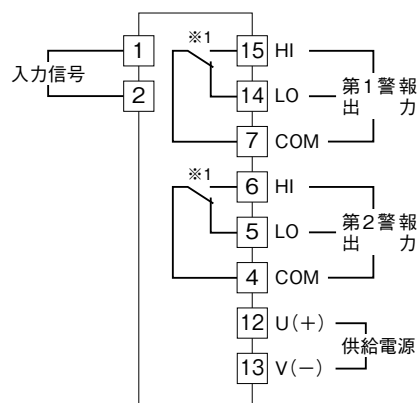 入力信号
1
2
※1
15 HI
14 LO
7 COM
第1警報
出 力
※1
6 HI
5 LO
4 COM
第2警報
出 力
12 U(+)
13 V(-)
供給電源